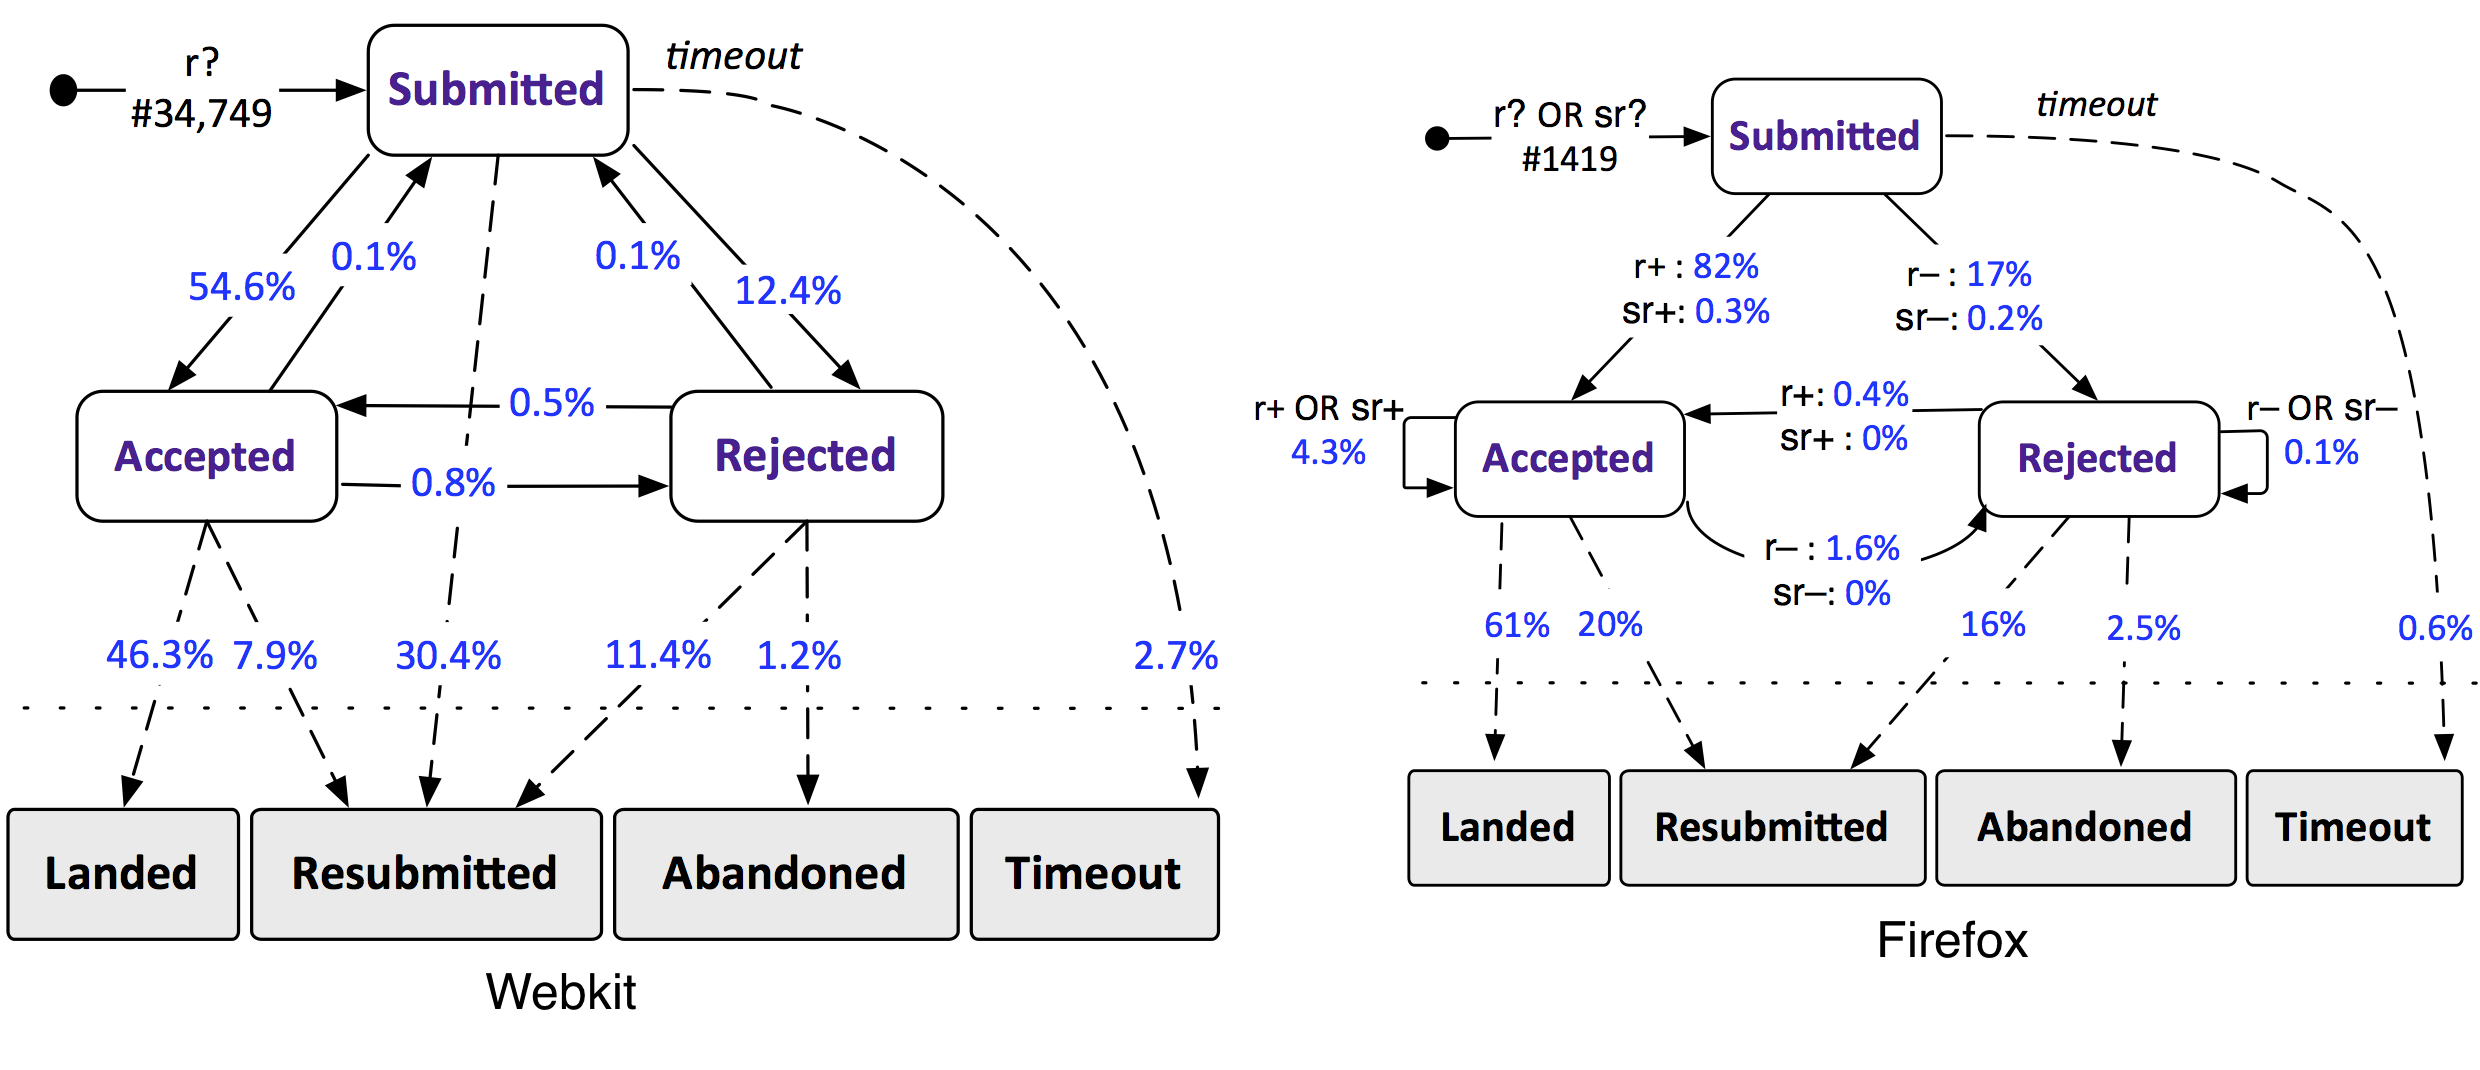 r?
#34,749
Submitted
timeout
54.6%
0.1%
0.1%
12.4%
0.5%
Accepted
Rejected
0.8%
46.3%
7.9%
30.4%
11.4%
1.2%
2.7%
Landed
Resubmitted
Abandoned
Timeout
Webkit
r? OR sr?
#1419
Submitted
timeout
r+ : 82%
sr+: 0.3%
r– : 17%
sr–: 0.2%
r+ OR sr+
4.3%
Accepted
r+: 0.4%
sr+ : 0%
Rejected
r– OR sr–
0.1%
r– : 1.6%
sr–: 0%
61%
20%
16%
2.5%
0.6%
Landed
Resubmitted
Abandoned
Timeout
Firefox